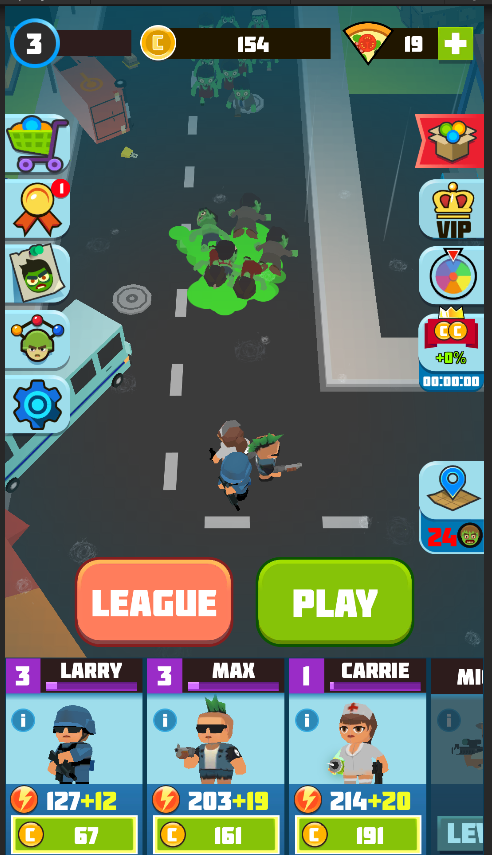 3
C 154
19
1
VIP
CC
+0%
00:00:00
24
LEAGUE
PLAY
3 LARRY
3 MAX
1 CARRIE
MI
i
i
i
i
127+12
203+19
214+20
C 67
C 161
C 191
LEV